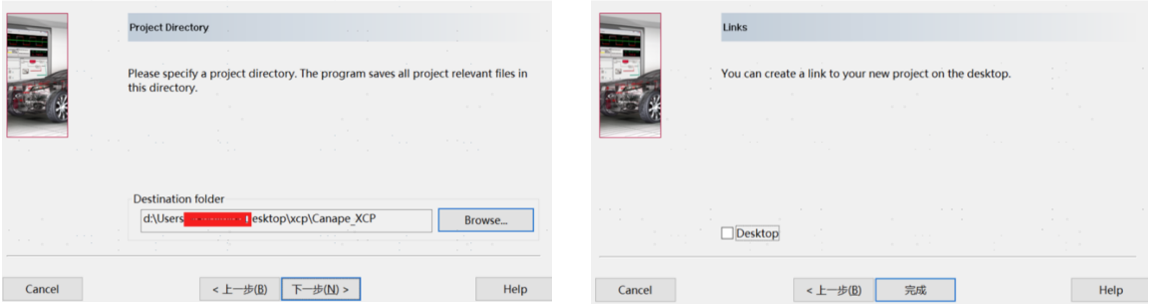 Project Directory
Please specify a project directory. The program saves all project relevant files in
this directory.
Destination folder
d:\Users esktop\xcp\Canape_XCP
Browse...
Cancel
< 上一步(B)
下一步(N) >
Help
Links
You can create a link to your new project on the desktop.
Desktop
Cancel
< 上一步(B)
完成
Help